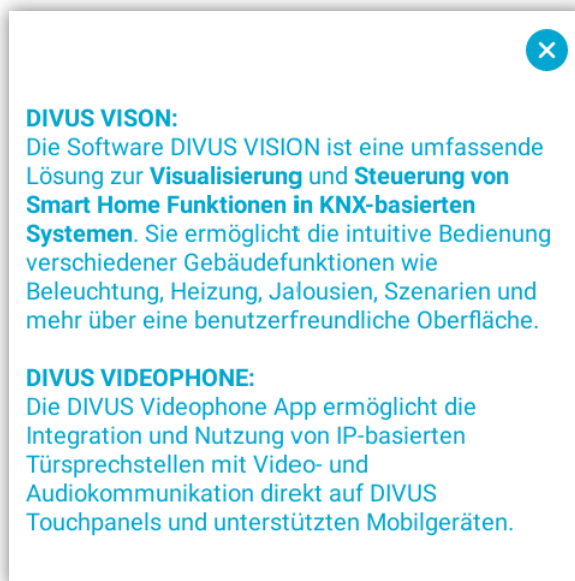 DIVUS VISON:
Die Software DIVUS VISION ist eine umfassende
Lösung zur Visualisierung und Steuerung von
Smart Home Funktionen in KNX-basierten
Systemen. Sie ermöglicht die intuitive Bedienung
verschiedener Gebäudefunktionen wie
Beleuchtung, Heizung, Jalousien, Szenarien und
mehr über eine benutzerfreundliche Oberfläche.
DIVUS VIDEOPHONE:
Die DIVUS Videophone App ermöglicht die
Integration und Nutzung von IP-basierten
Türsprechstellen mit Video- und
Audiokommunikation direkt auf DIVUS
Touchpanels und unterstützten Mobilgeräten.